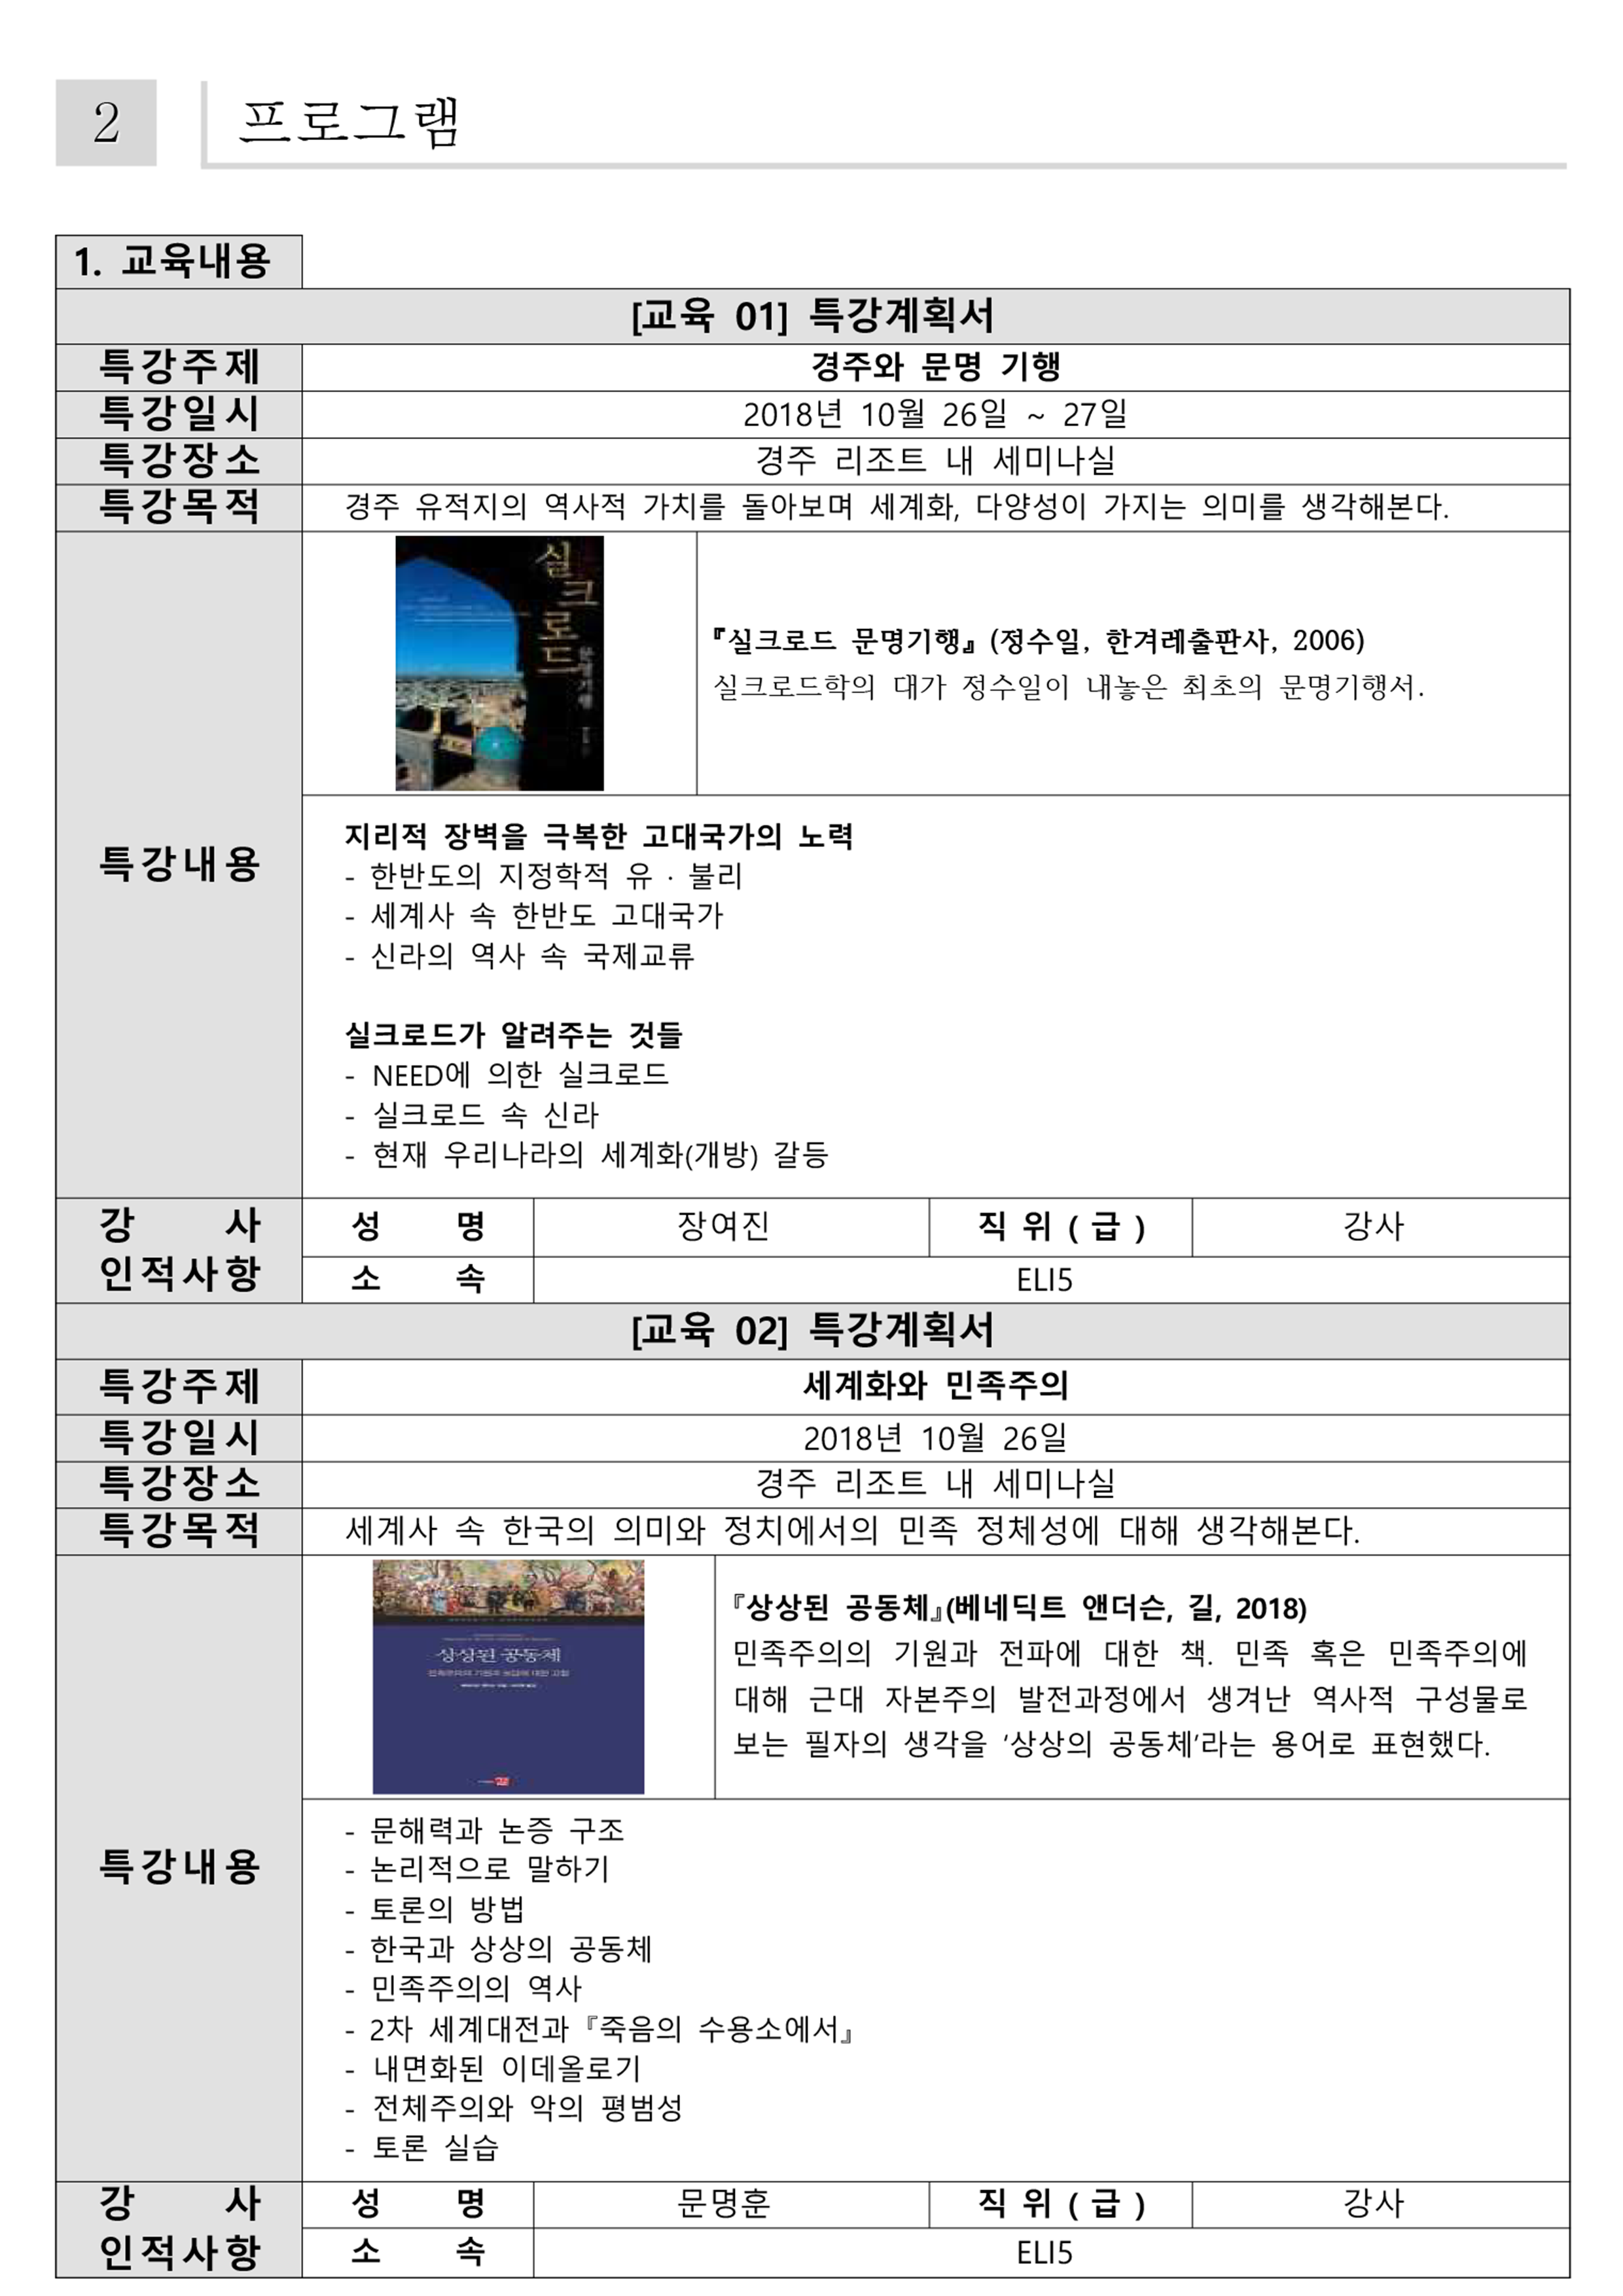 2
프로그램
1. 교육내용
[교육 01] 특강계획서
특강주제
경주와 문명 기행
특강일시
2018년 10월 26일 ~ 27일
특강장소
경주 리조트 내 세미나실
특강목적
경주 유적지의 역사적 가치를 돌아보며 세계화, 다양성이 가지는 의미를 생각해본다.
특강내용
실크로드
『실크로드 문명기행』 (정수일, 한겨레출판사, 2006)
실크로드학의 대가 정수일이 내놓은 최초의 문명기행서.
지리적 장벽을 극복한 고대국가의 노력
- 한반도의 지정학적 유 · 불리
- 세계사 속 한반도 고대국가
- 신라의 역사 속 국제교류
실크로드가 알려주는 것들
- NEED에 의한 실크로드
- 실크로드 속 신라
- 현재 우리나라의 세계화(개방) 갈등
강 사
인적사항
성 명
장여진
직 위 ( 급 )
강사
소 속
ELI5
[교육 02] 특강계획서
특강주제
세계화와 민족주의
특강일시
2018년 10월 26일
특강장소
경주 리조트 내 세미나실
특강목적
세계사 속 한국의 의미와 정치에서의 민족 정체성에 대해 생각해본다.
특강내용
상상된 공동체
『상상된 공동체』(베네딕트 앤더슨, 길, 2018)
민족주의의 기원과 전파에 대한 책. 민족 혹은 민족주의에
대해 근대 자본주의 발전과정에서 생겨난 역사적 구성물로
보는 필자의 생각을 '상상의 공동체'라는 용어로 표현했다.
- 문해력과 논증 구조
- 논리적으로 말하기
- 토론의 방법
- 한국과 상상의 공동체
- 민족주의의 역사
- 2차 세계대전과 『죽음의 수용소에서』
- 내면화된 이데올로기
- 전체주의와 악의 평범성
- 토론 실습
강 사
인적사항
성 명
문명훈
직 위 ( 급 )
강사
소 속
ELI5